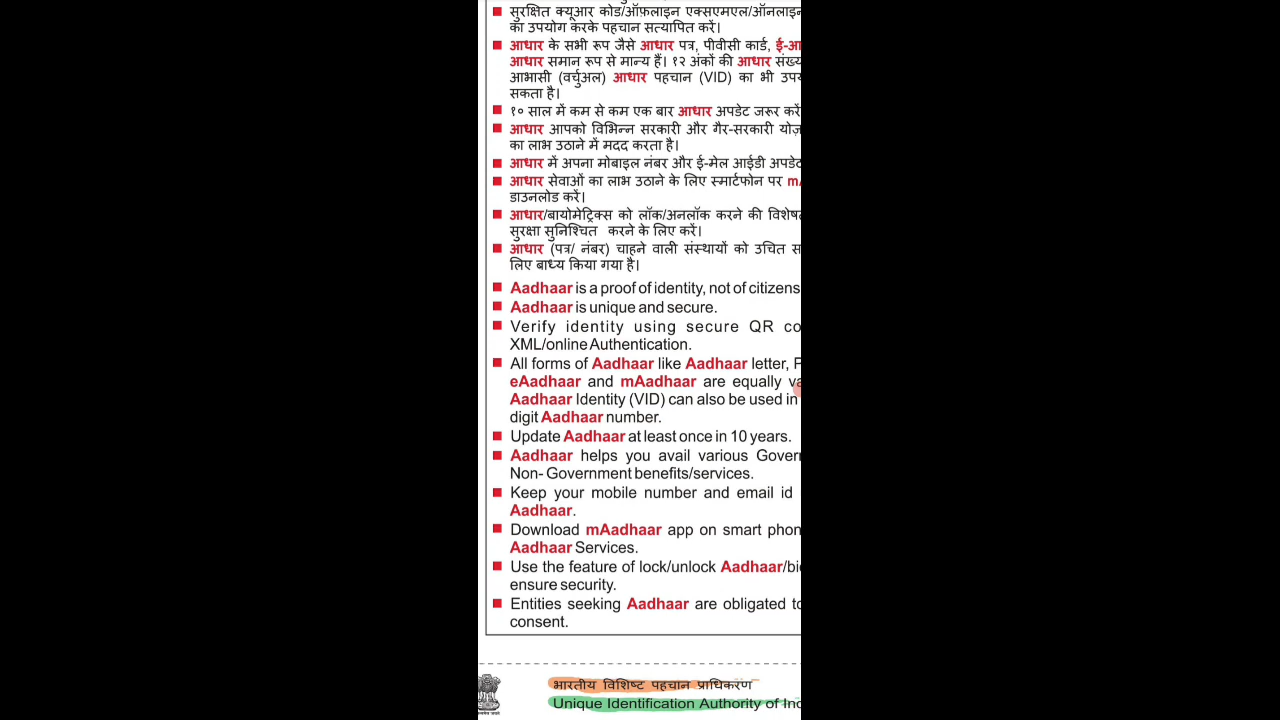 सुरक्षित क्यूआर कोड/ऑफ़लाइन एक्सएमएल/ऑनलाइन
का उपयोग करके पहचान सत्यापित करें।
आधार के सभी रूप जैसे आधार पत्र, पीवीसी कार्ड,
आधार समान रूप से मान्य हैं। १२ अंकों की आधार
आभासी (वर्चुअल) आधार पहचान (VID) का भी
सकता है।
१० साल में कम से कम एक बार आधार अपडेट जरूर करें
आधार आपको विभिन्न सरकारी और गैर-सरकारी
का लाभ उठाने में मदद करता है।
आधार में अपना मोबाइल नंबर और ई-मेल आईडी अपडेट
आधार सेवाओं का लाभ उठाने के लिए स्मार्टफोन पर
डाउनलोड करें।
आधार/बायोमेट्रिक्स को लॉक/अनलॉक करने की
सुरक्षा सुनिश्चित करने के लिए करें।
आधार (पत्र/ नंबर) चाहने वाली संस्थायों को उचित
लिए बाध्य किया गया है।
Aadhaar is a proof of identity, not of citizens
Aadhaar is unique and secure.
Verify identity using secure QR co
XML/online Authentication.
All forms of Aadhaar like Aadhaar letter,
eAadhaar and mAadhaar are equally va
Aadhaar Identity (VID) can also be used in
digit Aadhaar number.
Update Aadhaar at least once in 10 years.
Aadhaar helps you avail various Govern
Non- Government benefits/services.
Keep your mobile number and email id
Aadhaar.
Download mAadhaar app on smart phon
Aadhaar Services.
Use the feature of lock/unlock Aadhaar/bio
ensure security.
Entities seeking Aadhaar are obligated to
consent.
भारतीय विशिष्ट पहचान प्राधिकरण
Unique Identification Authority of Ind